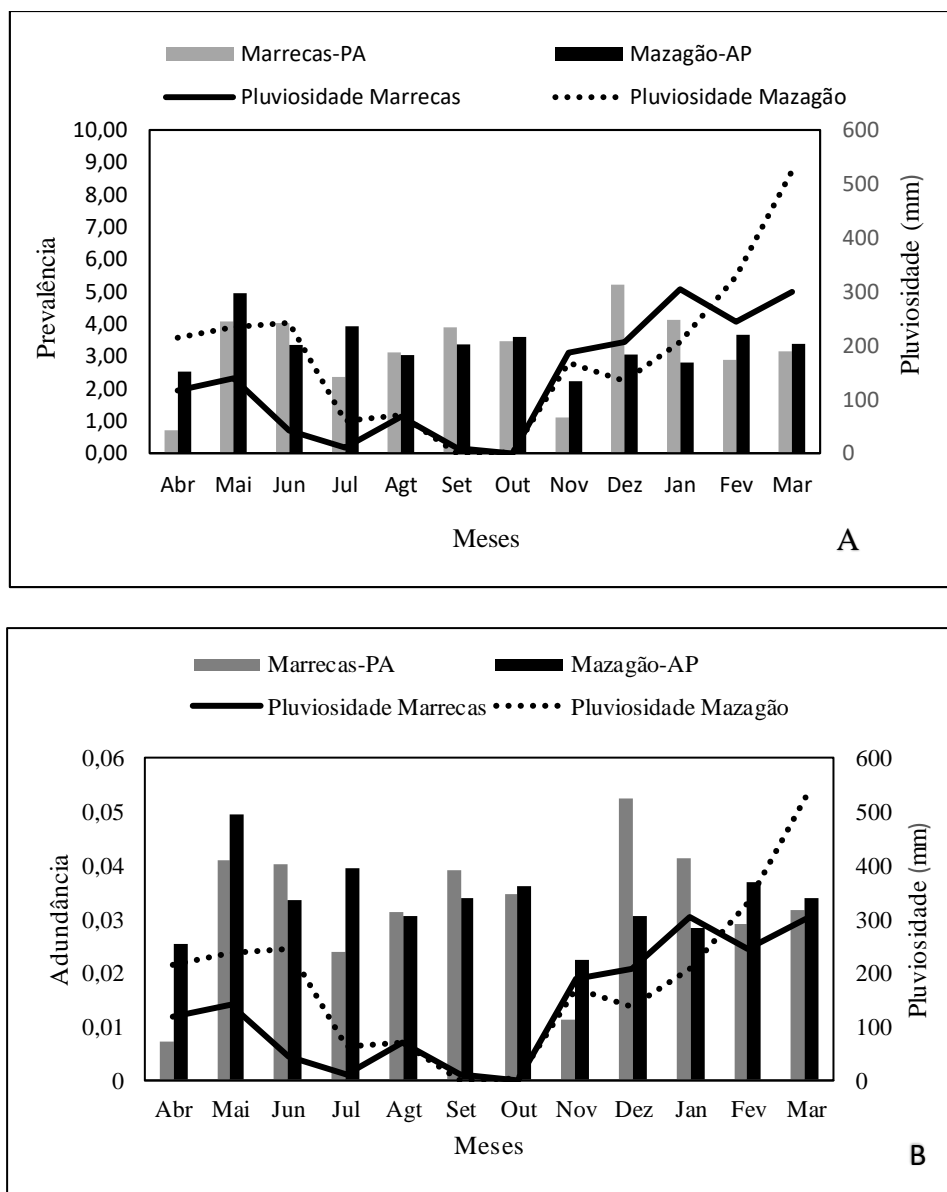 Marrecas-PA Mazagão-AP
Pluviosidade Marrecas Pluviosidade Mazagão
10,00
9,00
8,00
7,00
6,00
5,00
4,00
3,00
2,00
1,00
0,00
Prevalência
600
500
400
300
200
100
0
Pluviosidade (mm)
Abr Mai Jun Jul Agt Set Out Nov Dez Jan Fev Mar
Meses
A
Marrecas-PA Mazagão-AP
Pluviosidade Marrecas Pluviosidade Mazagão
0,06
0,05
0,04
0,03
0,02
0,01
0
Adundância
600
500
400
300
200
100
0
Pluviosidade (mm)
Abr Mai Jun Jul Agt Set Out Nov Dez Jan Fev Mar
Meses
B